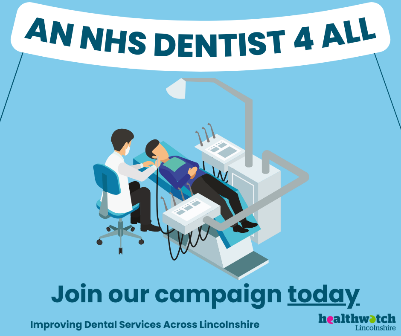 AN NHS DENTIST 4 ALL
Join our campaign today
Improving Dental Services Across Lincolnshire
healthwatch
Lincolnshire